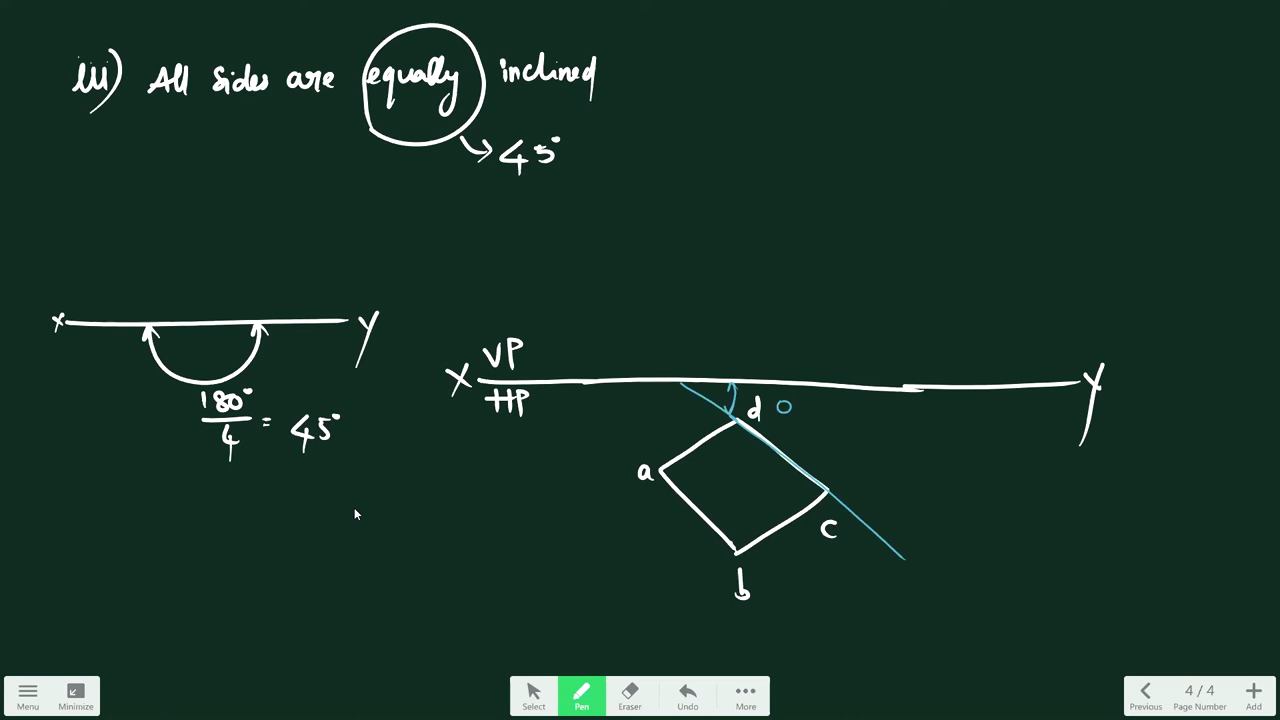 iii) All sides are equally inclined
45°
x y
180° / 4 = 45°
X VP Y
HP
d 0
a
c
b
Menu Minimize Select Pen Eraser Undo More Previous 4 / 4 Page Number Add